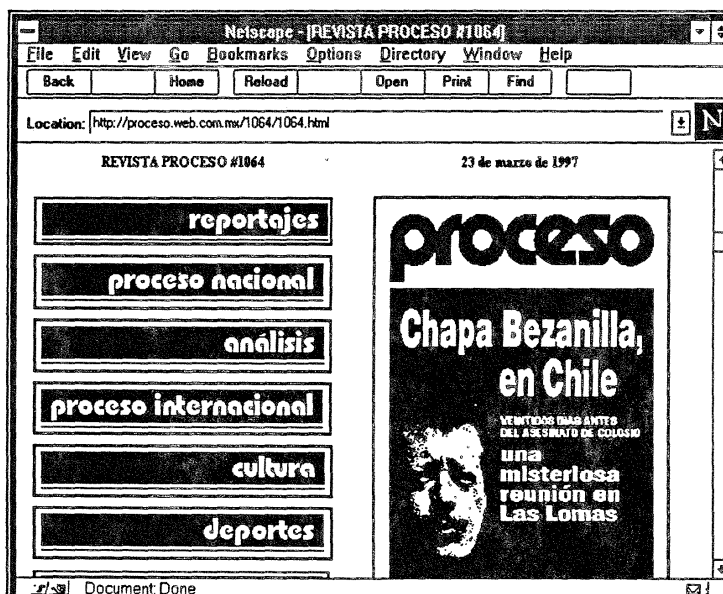 Netscape - [REVISTA PROCESO #1064]
File Edit View Go Bookmarks Options Directory Window Help
Back Home Reload Open Print Find
Location: http://proceso.web.com.mx/1064/1064.html
N
REVISTA PROCESO #1064
23 de marzo de 1997
reportajes
proceso nacional
análisis
proceso internacional
cultura
deportes
proceso
Chapa Bezanilla,
en Chile
VEINTIDOS DIAS ANTES
DEL ASESINATO DE COLOSIO
una
misteriosa
reunión en
Las Lomas
Document: Done